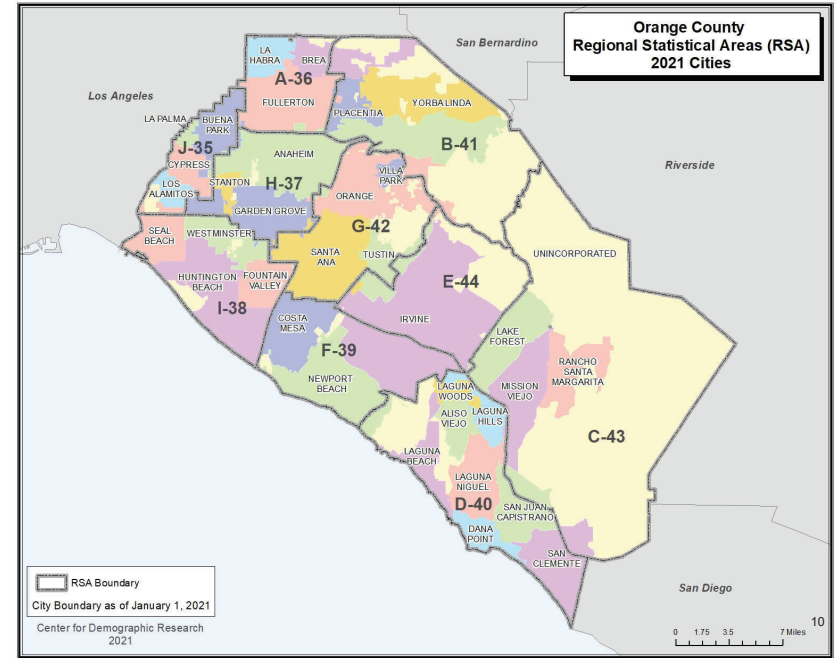 Orange County
Regional Statistical Areas (RSA)
2021 Cities
San Bernardino
Los Angeles
Riverside
San Diego
LA
HABRA
BREA
A-36
FULLERTON
PLACENTIA
YORBA LINDA
B-41
LA PALMA
BUENA
PARK
J-35
CYPRESS
LOS
ALAMITOS
STANTON
ANAHEIM
H-37
GARDEN GROVE
VILLA
PARK
ORANGE
G-42
SANTA
ANA
TUSTIN
SEAL
BEACH
WESTMINSTER
HUNTINGTON
BEACH
FOUNTAIN
VALLEY
I-38
COSTA
MESA
F-39
NEWPORT
BEACH
E-44
IRVINE
UNINCORPORATED
LAKE
FOREST
RANCHO
SANTA
MARGARITA
MISSION
VIEJO
C-43
LAGUNA
WOODS
ALISO
VIEJO
LAGUNA
HILLS
LAGUNA
BEACH
LAGUNA
NIGUEL
D-40
SAN JUAN
CAPISTRANO
DANA
POINT
SAN
CLEMENTE
RSA Boundary
City Boundary as of January 1, 2021
Center for Demographic Research
2021
0 1.75 3.5 7 Miles
10